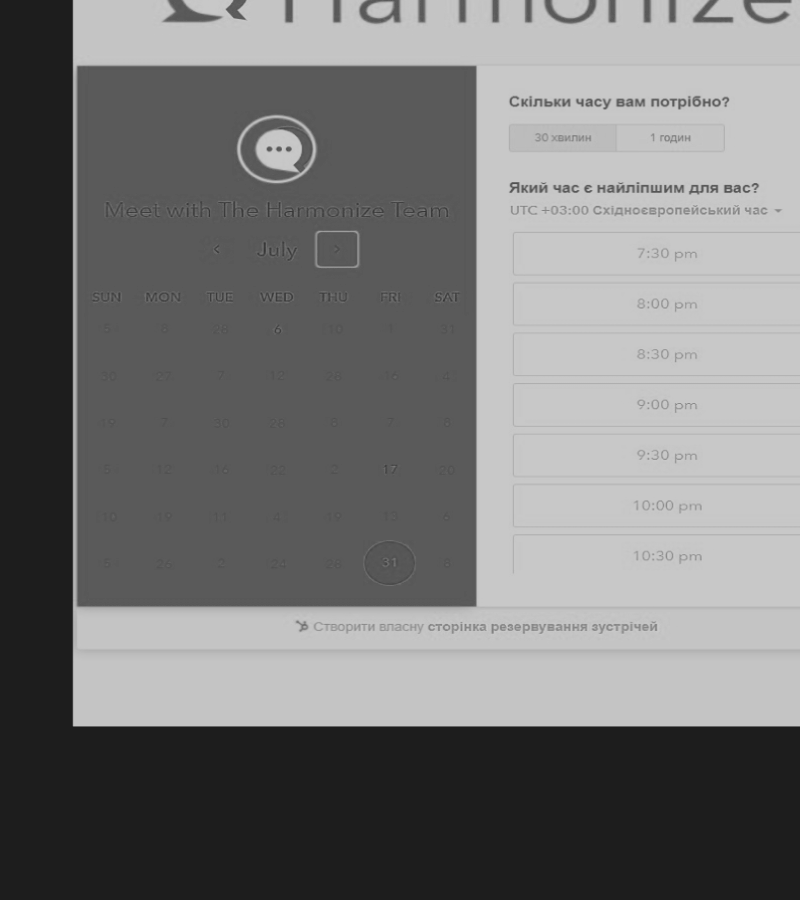 Harmonize
Meet with The Harmonize Team
‹ July ›
SUN MON TUE WED THU FRI SAT
5 6 28 6 10 1 31
30 29 7 12 26 16 4
19 7 30 28 6 7 8
5 12 16 22 2 17 20
10 19 11 4 19 13 6
5 26 2 24 28 31 8
Скільки часу вам потрібно?
30 хвилин 1 годин
Який час є найліпшим для вас?
UTC +03:00 Східноєвропейський час
7:30 pm
8:00 pm
8:30 pm
9:00 pm
9:30 pm
10:00 pm
10:30 pm
Створити власну сторінка резервування зустрічей